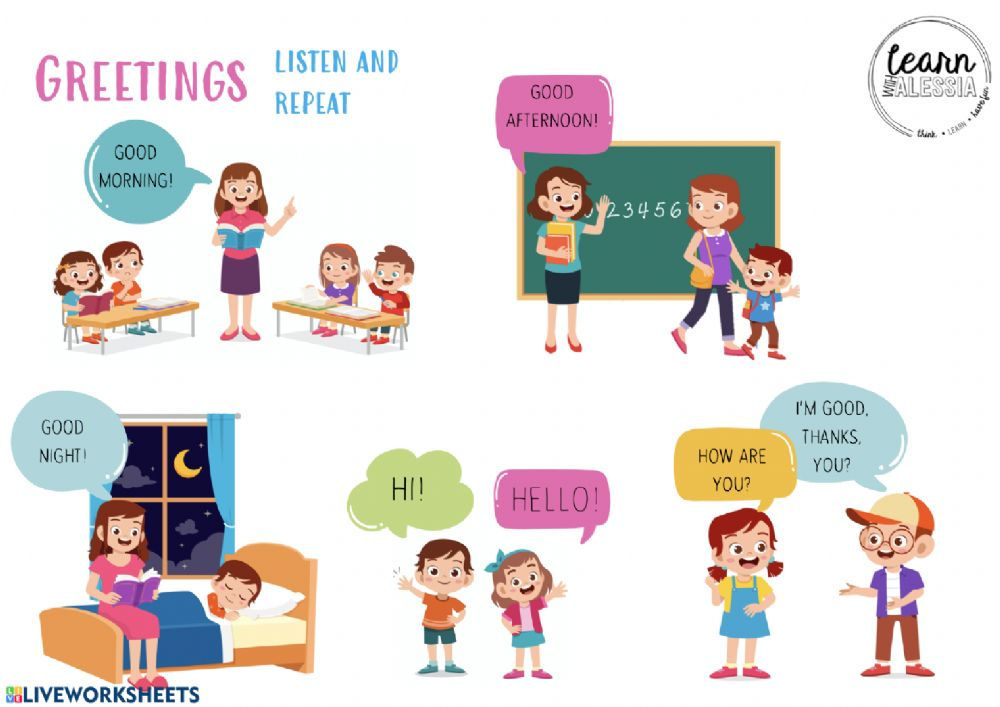 GREETINGS
LISTEN AND
REPEAT
learn
WITH ALESSIA
think • LEARN • have fun
GOOD
MORNING!
GOOD
AFTERNOON!
23456
GOOD
NIGHT!
HI!
HELLO!
HOW ARE
YOU?
I'M GOOD,
THANKS,
YOU?
LIVE
LIVEWORKSHEETS